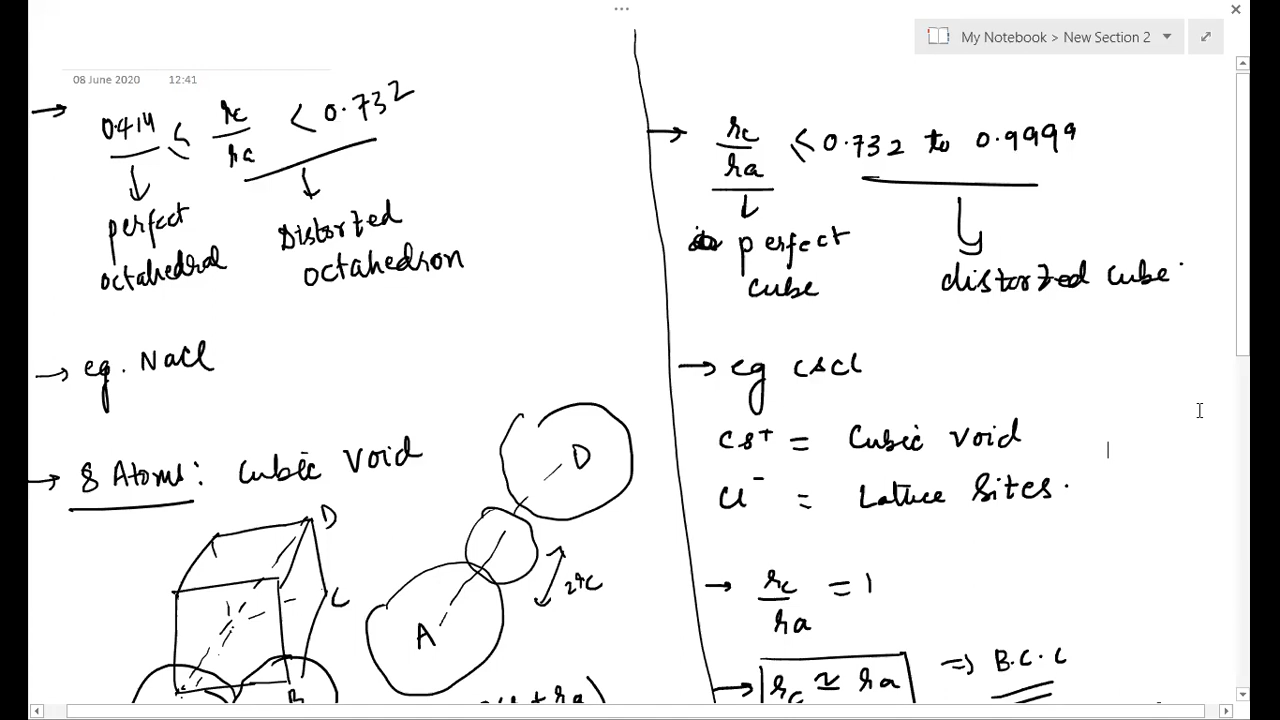 My Notebook > New Section 2
08 June 2020 12:41
→ 0.414 ≤ rc/ra < 0.732
perfect octahedral
Distorted octahedron
→ eg. NaCl
→ 8 Atoms: Cubic Void
D
C
B
D
A
2rc
+ ra)
→ rc/ra ≤ 0.732 to 0.9999
perfect cube
distorted cube.
→ eg cscl
cs+ = Cubic Void
Cl- = Lattice Sites.
→ rc/ra = 1
→ rc ≃ ra ⇒ B.C.C